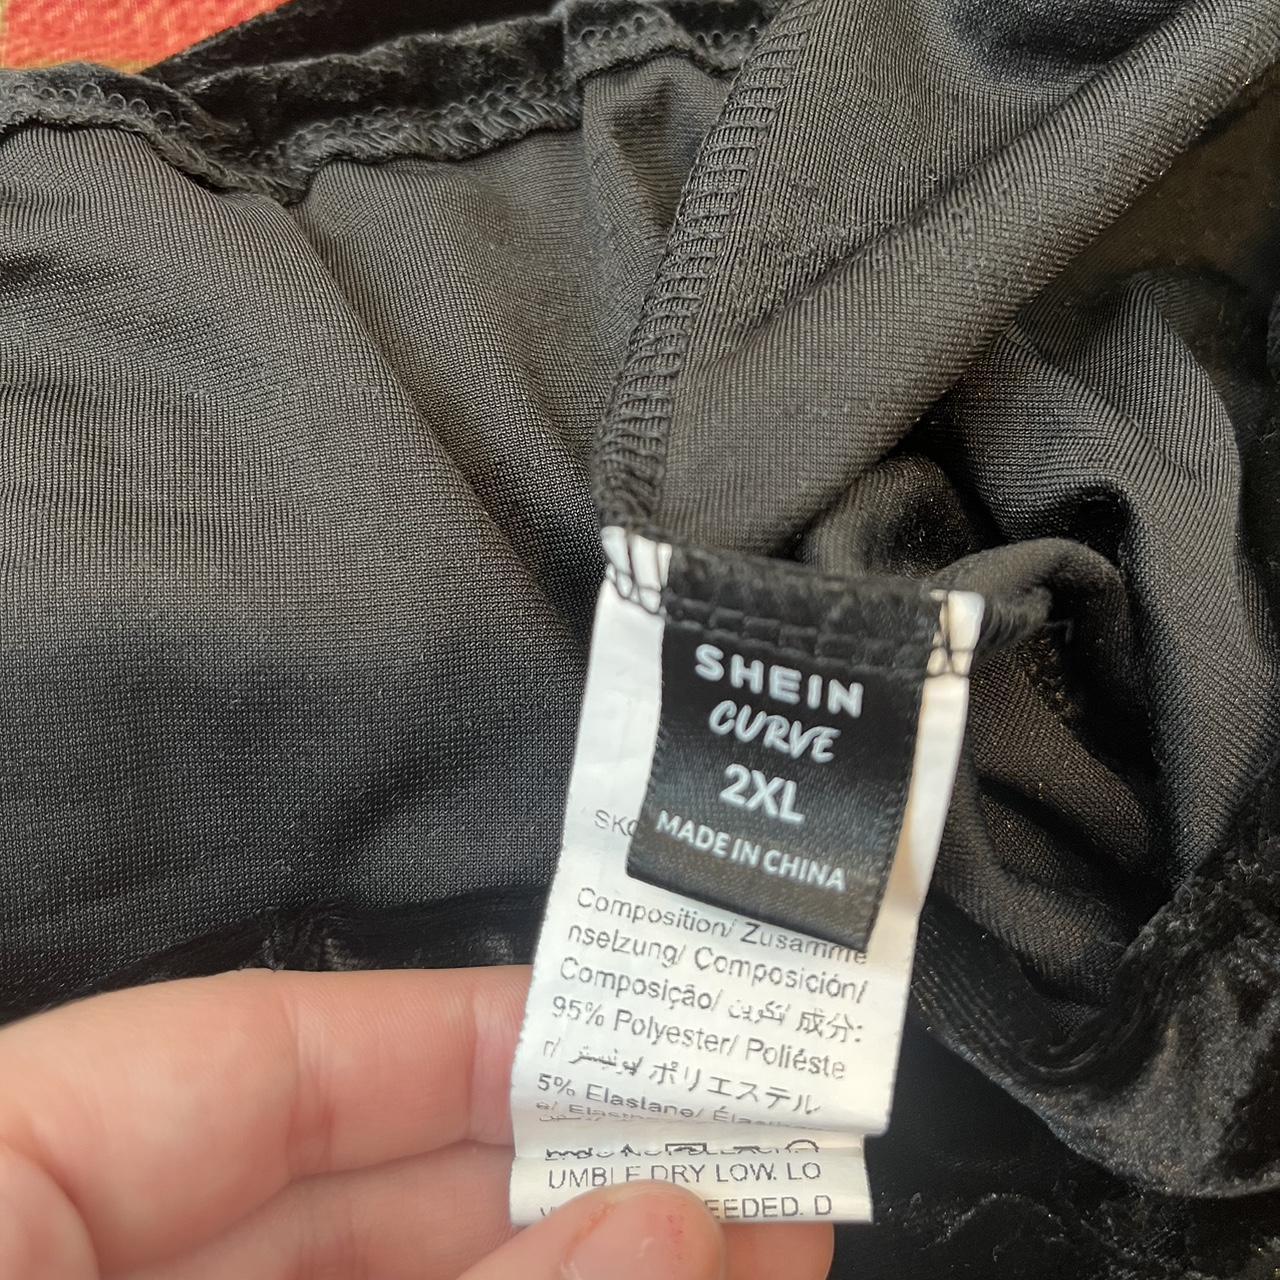 SHEIN
CURVE
2XL
MADE IN CHINA
Composition/ Zusamme
nselzung/ Composición/
Composição/ تكوين/ 成分:
95% Polyester/ Poliéste
r/ ポリエステル
5% Elastane/
UMBLE DRY LOW. LO
EEDED. D